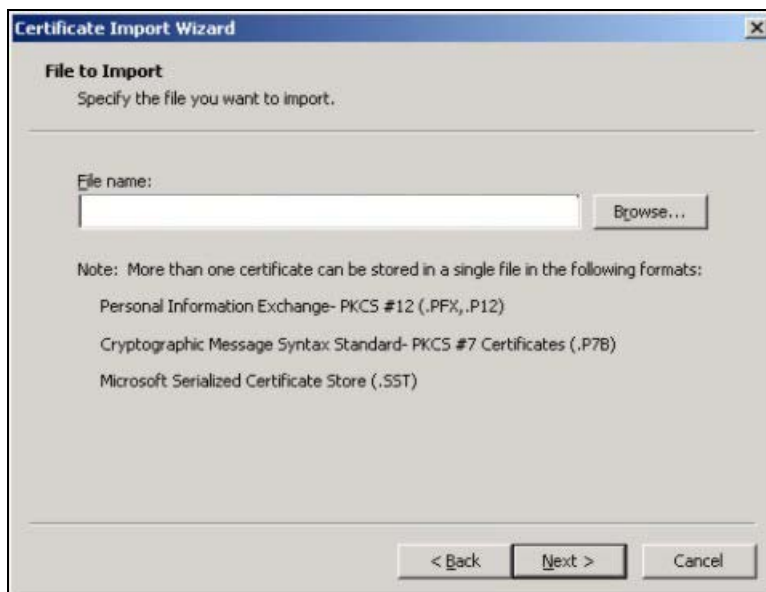 Certificate Import Wizard
File to Import
Specify the file you want to import.
File name:
Browse...
Note: More than one certificate can be stored in a single file in the following formats:
Personal Information Exchange- PKCS #12 (.PFX,.P12)
Cryptographic Message Syntax Standard- PKCS #7 Certificates (.P7B)
Microsoft Serialized Certificate Store (.SST)
< Back Next > Cancel